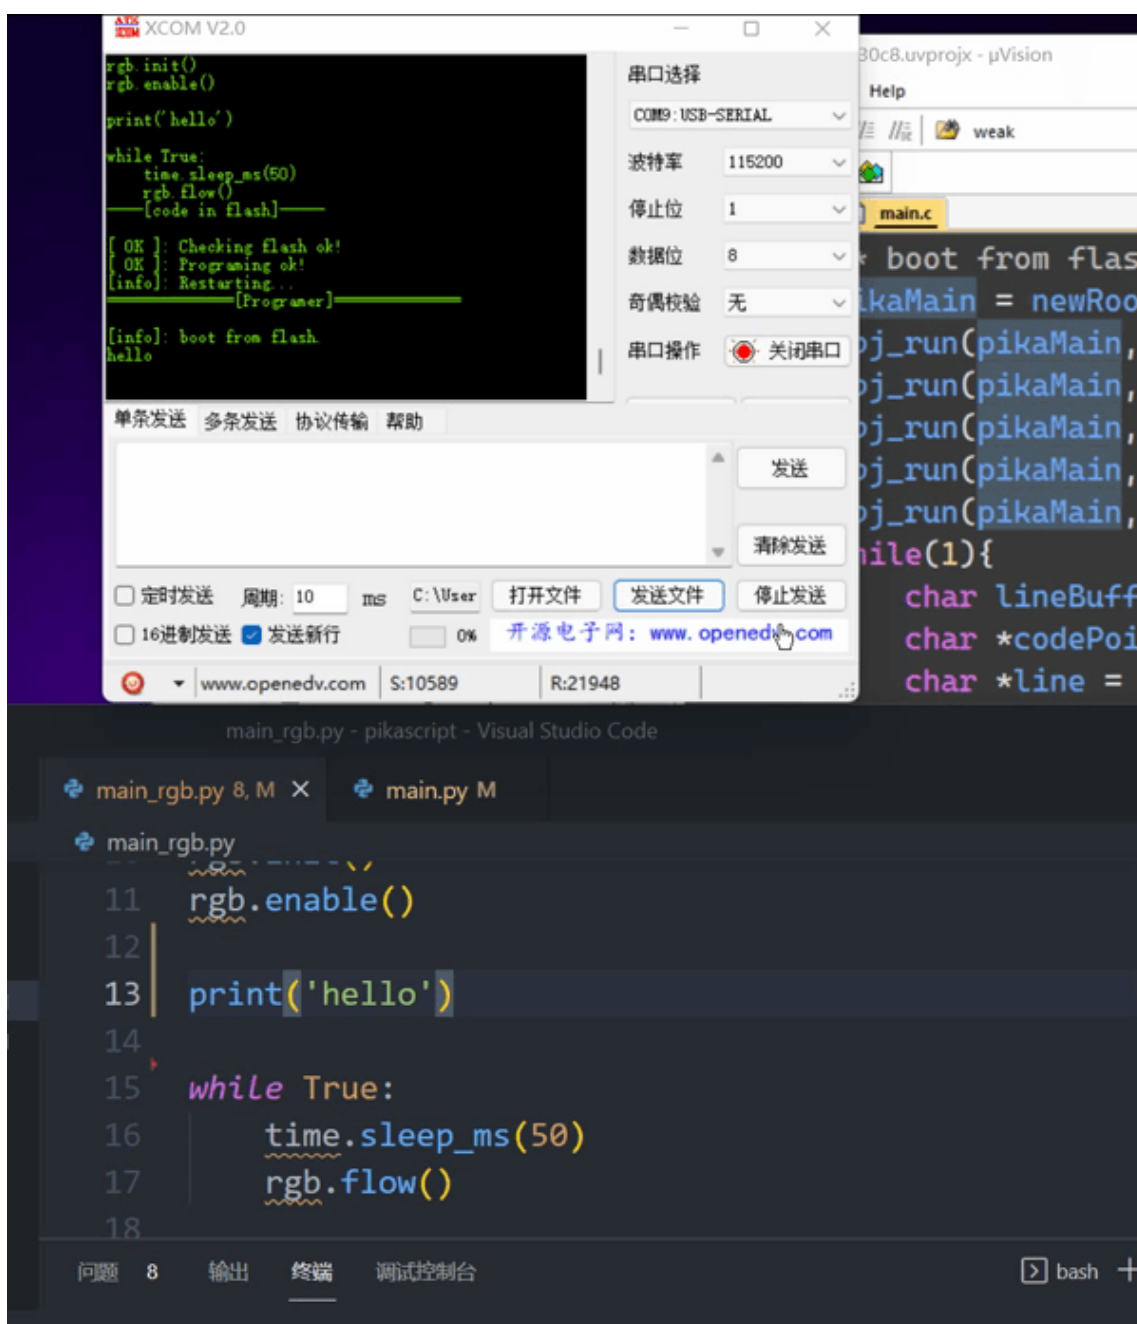 XCOM V2.0
rgb.init()
rgb.enable()
print('hello')
while True:
time.sleep_ms(50)
rgb.flow()
[code in flash]
[ OK ]: Checking flash ok!
[ OK ]: Programing ok!
[info]: Restarting...
[Programer]
[info]: boot from flash.
hello
串口选择
COM9:USB-SERIAL
波特率 115200
停止位 1
数据位 8
奇偶校验 无
串口操作 关闭串口
单条发送 多条发送 协议传输 帮助
发送
清除发送
定时发送 周期: 10 ms C:\User 打开文件 发送文件 停止发送
16进制发送 发送新行 0% 开源电子网: www.openedv.com
www.openedv.com S:10589 R:21948
30c8.uvprojx - µVision
Help
weak
main.c
boot from flas
ikaMain = newRoo
j_run(pikaMain,
j_run(pikaMain,
j_run(pikaMain,
j_run(pikaMain,
j_run(pikaMain,
ile(1){
char lineBuff
char *codePoi
char *line =
main_rgb.py - pikascript - Visual Studio Code
main_rgb.py 8, M × main.py M
main_rgb.py
11 rgb.enable()
12
13 print('hello')
14
15 while True:
16 time.sleep_ms(50)
17 rgb.flow()
18
问题 8 输出 终端 调试控制台 bash +